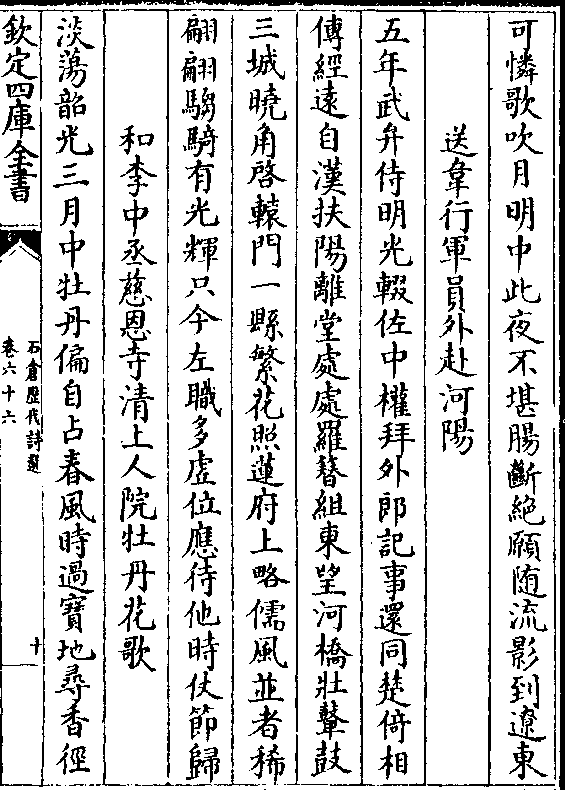 可憐歌吹月明中此夜不堪腸斷絶願随流影到遼東
送韋行軍員外赴河陽
五年武弁侍明光輟佐中權拜外郎記事還同楚倚相
傳經遠自漢扶陽離堂處處羅簪組東望河橋壯鼙鼓
三城曉角啓轅門一縣繁花照蓮府上略儒風並者稀
翩翩騶騎有光輝只今左職多虛位應待他時仗節歸
和李中丞慈恩寺清上人院牡丹花歌
淡蕩韶光三月中牡丹偏自占春風時過寶地尋香徑
欽定四庫全書
石倉歴代詩選
卷六十六
十